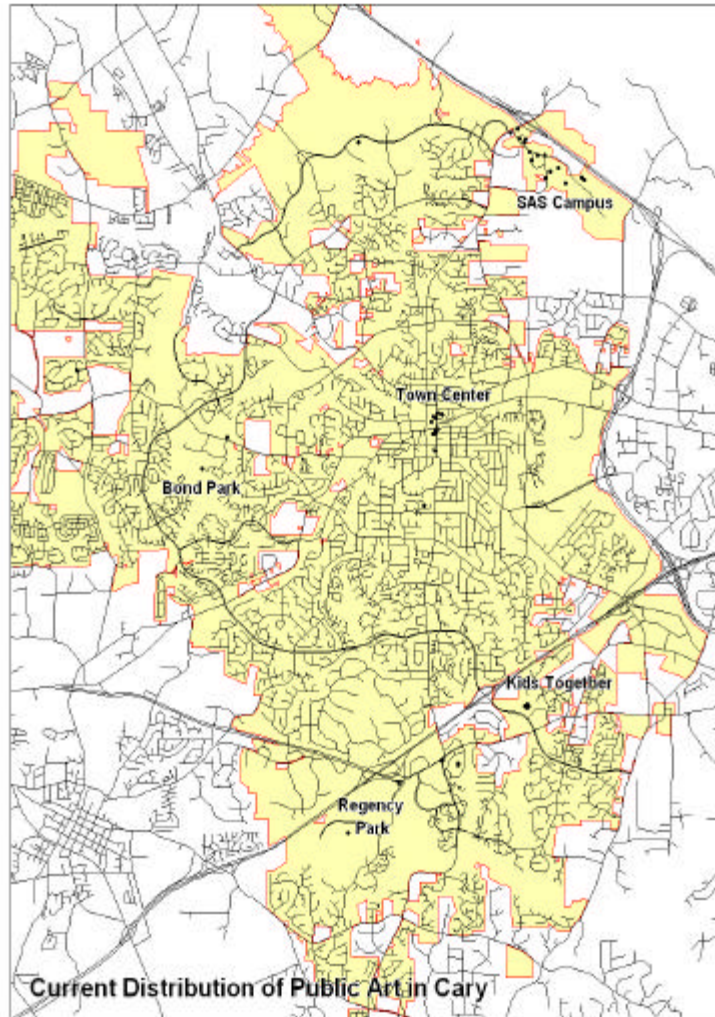 SAS Campus
Town Center
Bond Park
Kids Together
Regency
Park
Current Distribution of Public Art in Cary